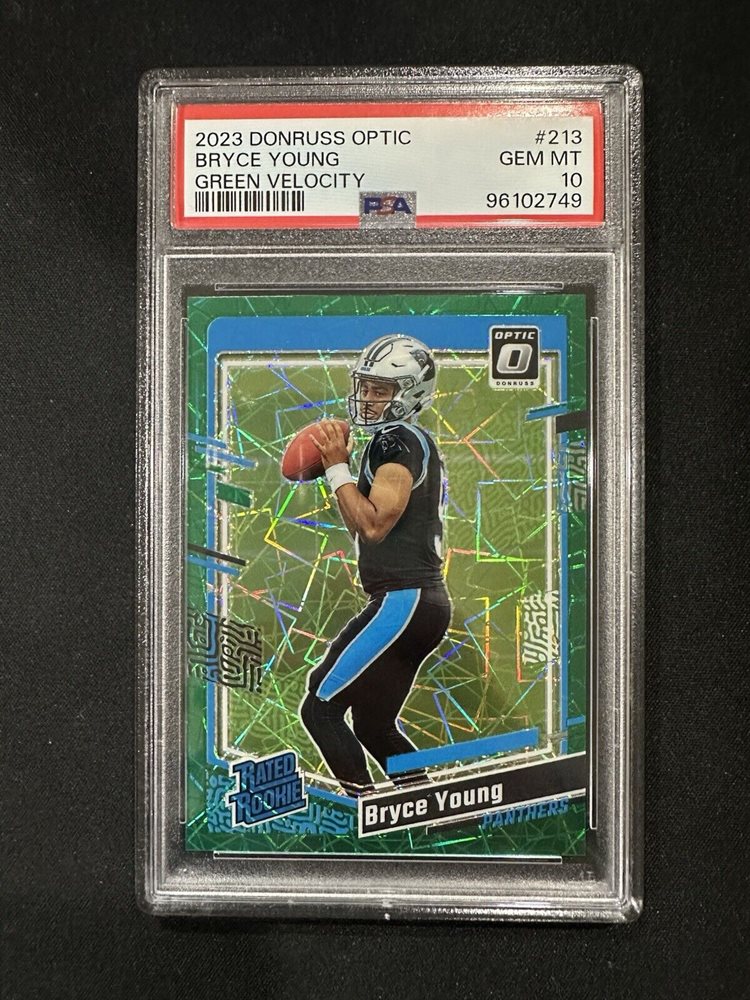 2023 DONRUSS OPTIC #213
BRYCE YOUNG GEM MT
GREEN VELOCITY 10
PSA 96102749
OPTIC
O
DONRUSS
RATED
ROOKIE
Bryce Young
PANTHERS